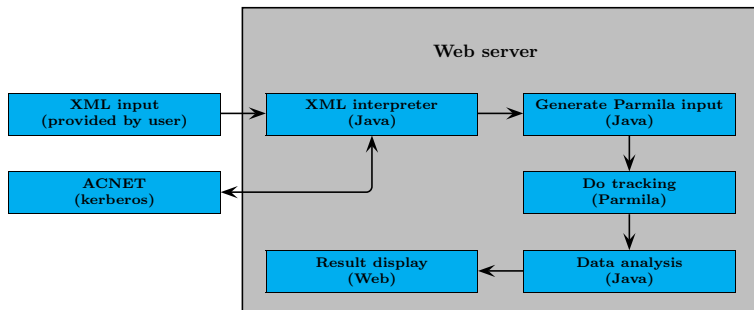 Web server
XML input
(provided by user)
XML interpreter
(Java)
Generate Parmila input
(Java)
ACNET
(kerberos)
Do tracking
(Parmila)
Result display
(Web)
Data analysis
(Java)